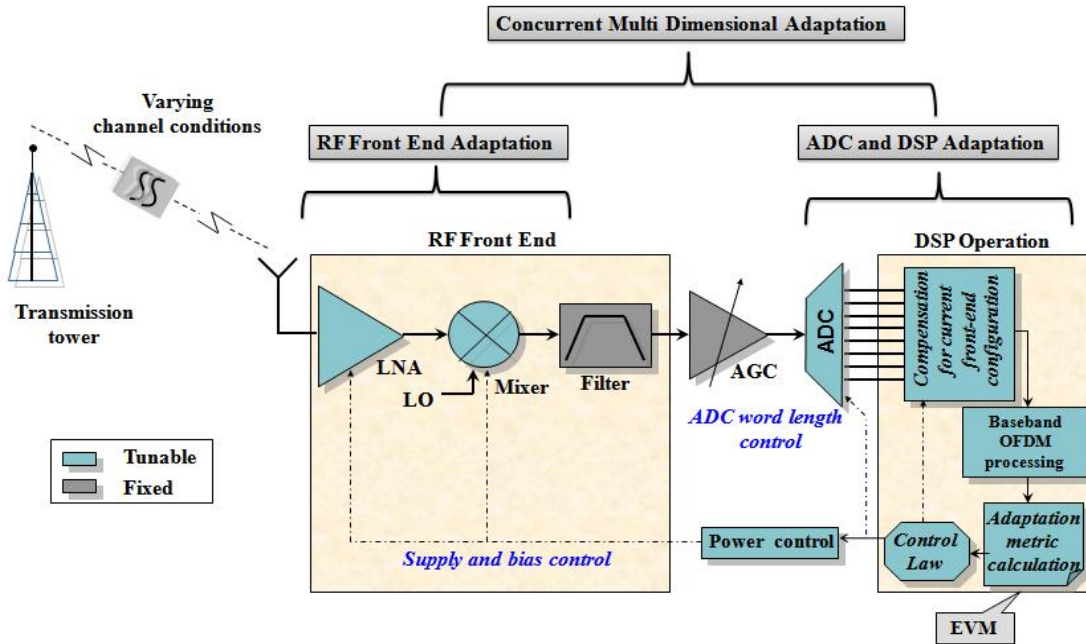 Concurrent Multi Dimensional Adaptation
Varying
channel conditions
RF Front End Adaptation
ADC and DSP Adaptation
RF Front End
DSP Operation
Transmission
tower
LNA
LO
Mixer
Filter
AGC
ADC
Compensation
for current
front-end
configuration
ADC word length
control
Baseband
OFDM
processing
Tunable
Fixed
Supply and bias control
Power control
Control
Law
Adaptation
metric
calculation
EVM